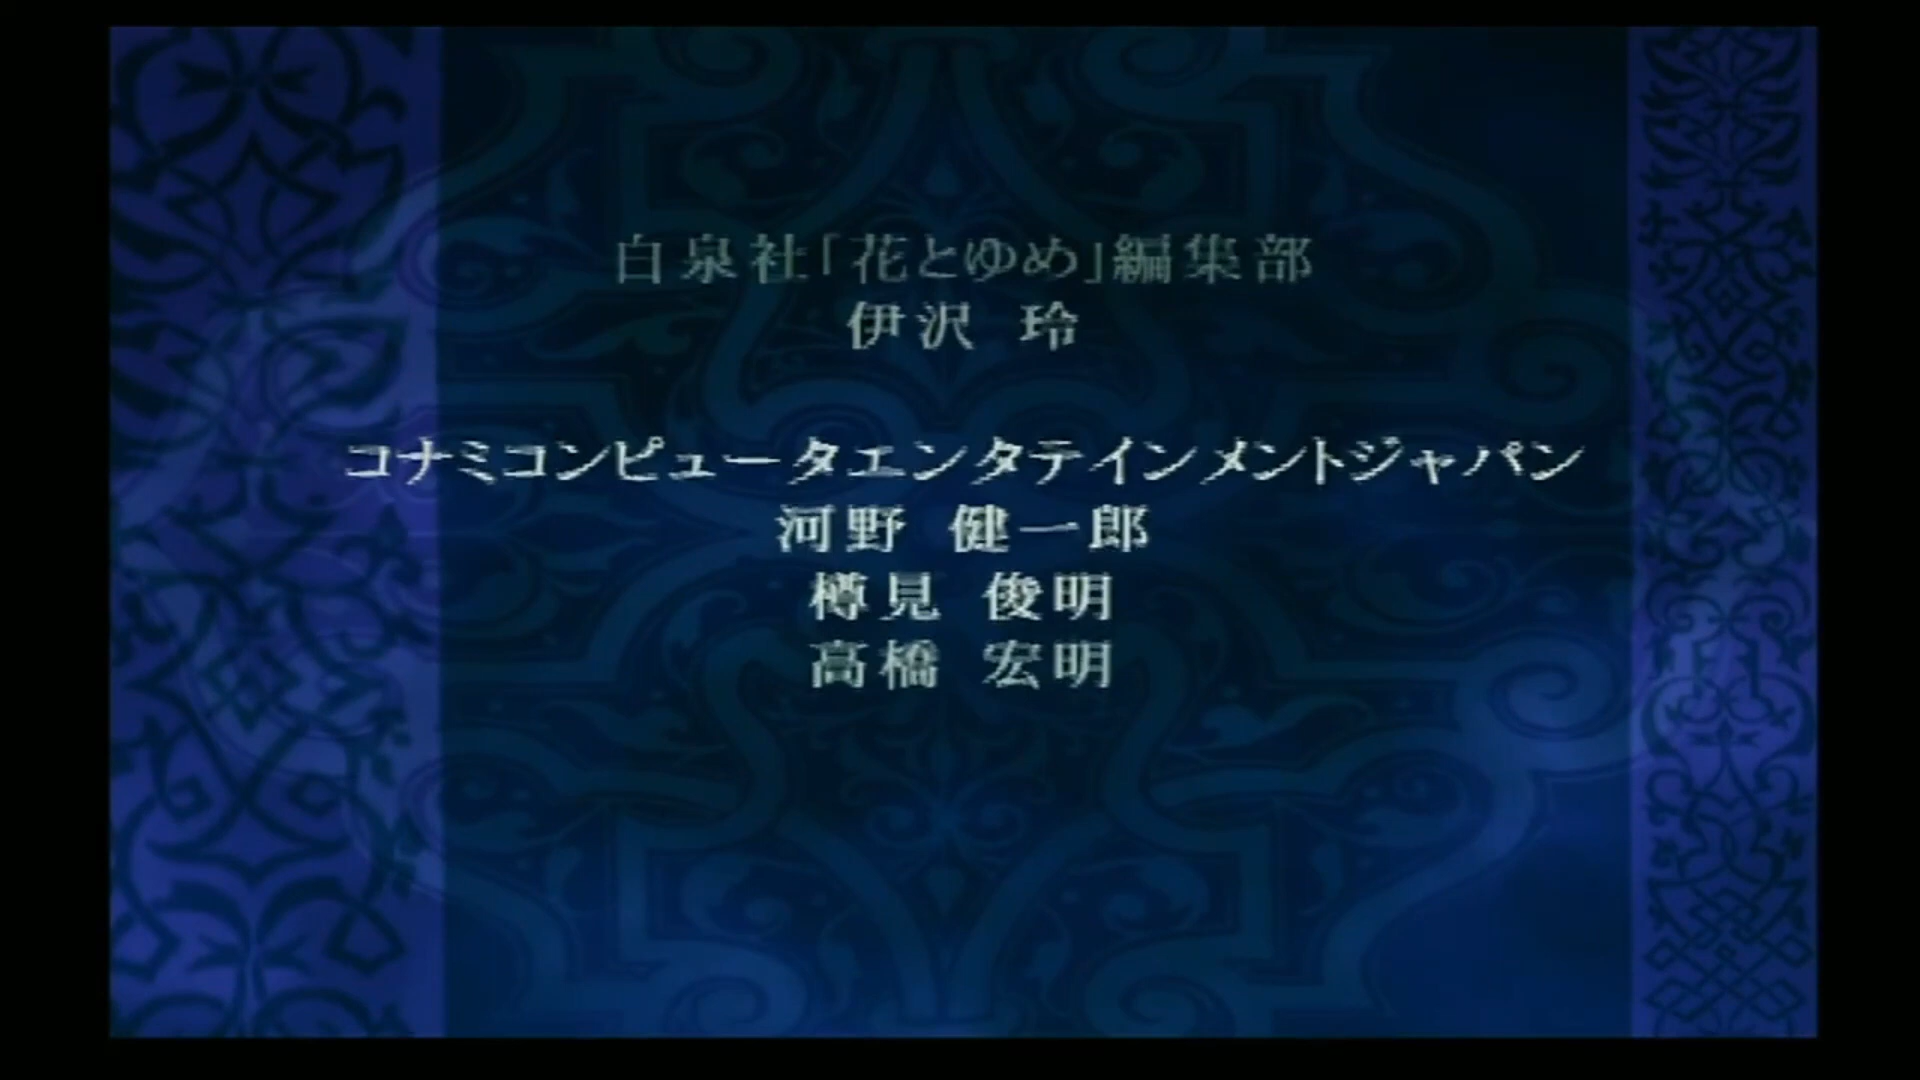 白泉社「花とゆめ」編集部
伊沢 玲
コナミコンピュータエンタテインメントジャパン
河野 健一郎
樽見 俊明
高橋 宏明